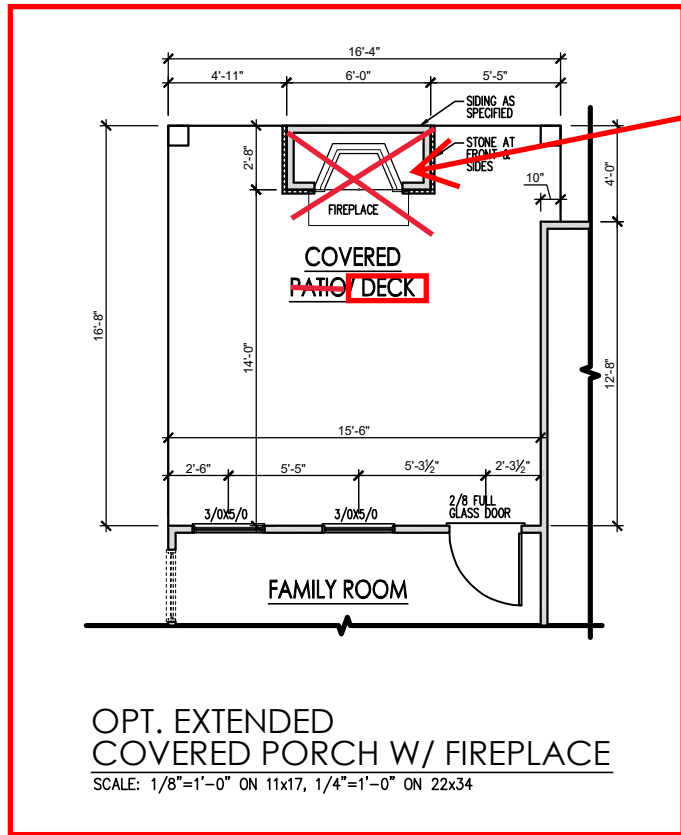 16'-4"
4'-11"
6'-0"
5'-5"
SIDING AS
SPECIFIED
STONE AT
FRONT &
SIDES
2'-8"
10"
4'-0"
FIREPLACE
COVERED
PATIO/ DECK
16'-8"
14'-0"
12'-8"
15'-6"
2'-6"
5'-5"
5'-3½"
2'-3½"
3/0X5/0
3/0X5/0
2/8 FULL
GLASS DOOR
FAMILY ROOM
OPT. EXTENDED
COVERED PORCH W/ FIREPLACE
SCALE: 1/8"=1'-0" ON 11x17, 1/4"=1'-0" ON 22x34